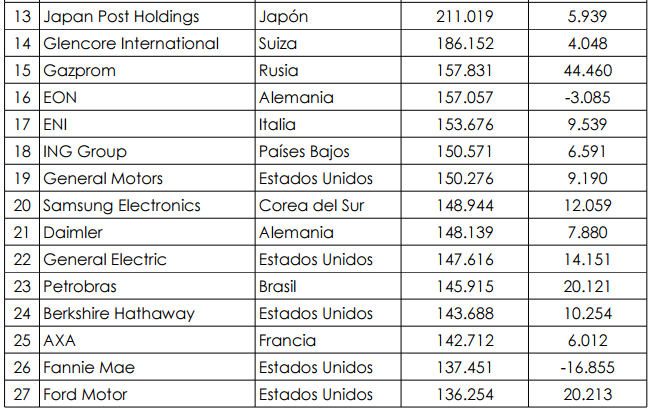 13 Japan Post Holdings Japón 211.019 5.939
14 Glencore International Suiza 186.152 4.048
15 Gazprom Rusia 157.831 44.460
16 EON Alemania 157.057 -3.085
17 ENI Italia 153.676 9.539
18 ING Group Países Bajos 150.571 6.591
19 General Motors Estados Unidos 150.276 9.190
20 Samsung Electronics Corea del Sur 148.944 12.059
21 Daimler Alemania 148.139 7.880
22 General Electric Estados Unidos 147.616 14.151
23 Petrobras Brasil 145.915 20.121
24 Berkshire Hathaway Estados Unidos 143.688 10.254
25 AXA Francia 142.712 6.012
26 Fannie Mae Estados Unidos 137.451 -16.855
27 Ford Motor Estados Unidos 136.254 20.213